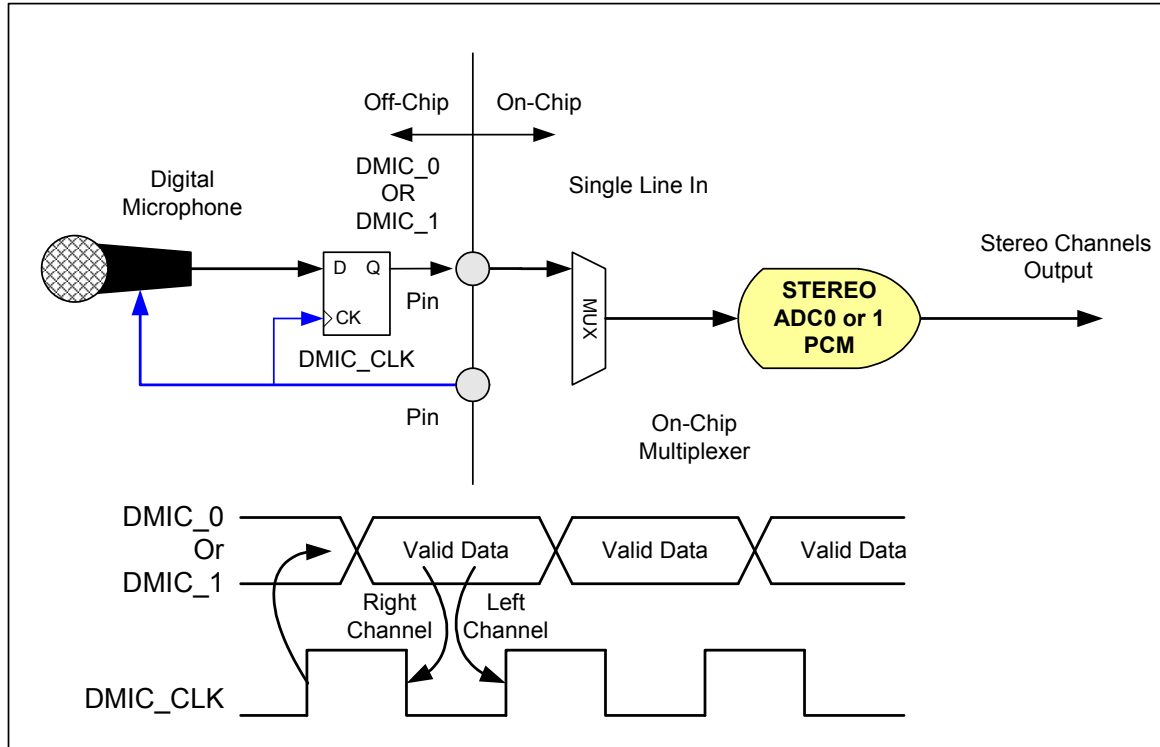 Off-Chip
On-Chip
DMIC_0
OR
DMIC_1
Single Line In
Digital
Microphone
Stereo Channels
Output
D Q
CK
Pin
MUX
STEREO
ADC0 or 1
PCM
DMIC_CLK
Pin
On-Chip
Multiplexer
DMIC_0
Or
DMIC_1
Valid Data
Valid Data
Valid Data
Right
Channel
Left
Channel
DMIC_CLK